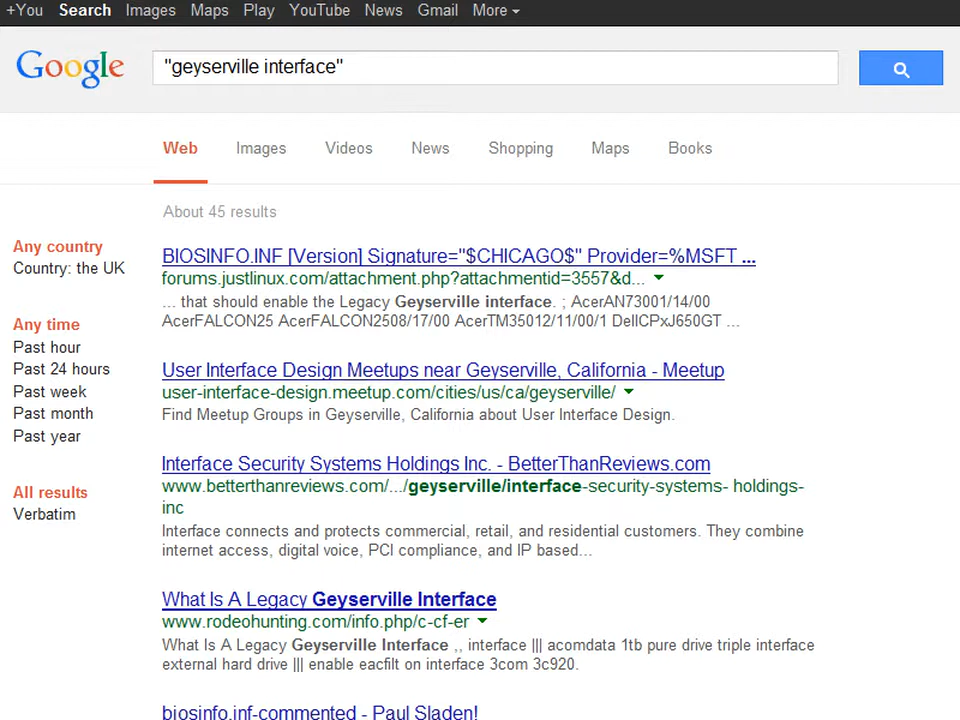 +You Search Images Maps Play YouTube News Gmail More
Google
"geyserville interface"
Web Images Videos News Shopping Maps Books
About 45 results
Any country
Country: the UK
Any time
Past hour
Past 24 hours
Past week
Past month
Past year
All results
Verbatim
BIOSINFO.INF [Version] Signature="$CHICAGO$" Provider=%MSFT ...
forums.justlinux.com/attachment.php?attachmentid=3557&d...
... that should enable the Legacy Geyserville interface. ; AcerAN73001/14/00
AcerFALCON25 AcerFALCON2508/17/00 AcerTM35012/11/00/1 DellCPxJ650GT ...
User Interface Design Meetups near Geyserville, California - Meetup
user-interface-design.meetup.com/cities/us/ca/geyserville/
Find Meetup Groups in Geyserville, California about User Interface Design.
Interface Security Systems Holdings Inc. - BetterThanReviews.com
www.betterthanreviews.com/.../geyserville/interface-security-systems- holdings-
inc
Interface connects and protects commercial, retail, and residential customers. They combine
internet access, digital voice, PCI compliance, and IP based...
What Is A Legacy Geyserville Interface
www.rodeohunting.com/info.php/c-cf-er
What Is A Legacy Geyserville Interface ,, interface ||| acomdata 1tb pure drive triple interface
external hard drive ||| enable eacfilt on interface 3com 3c920.
biosinfo.inf-commented - Paul Sladen!